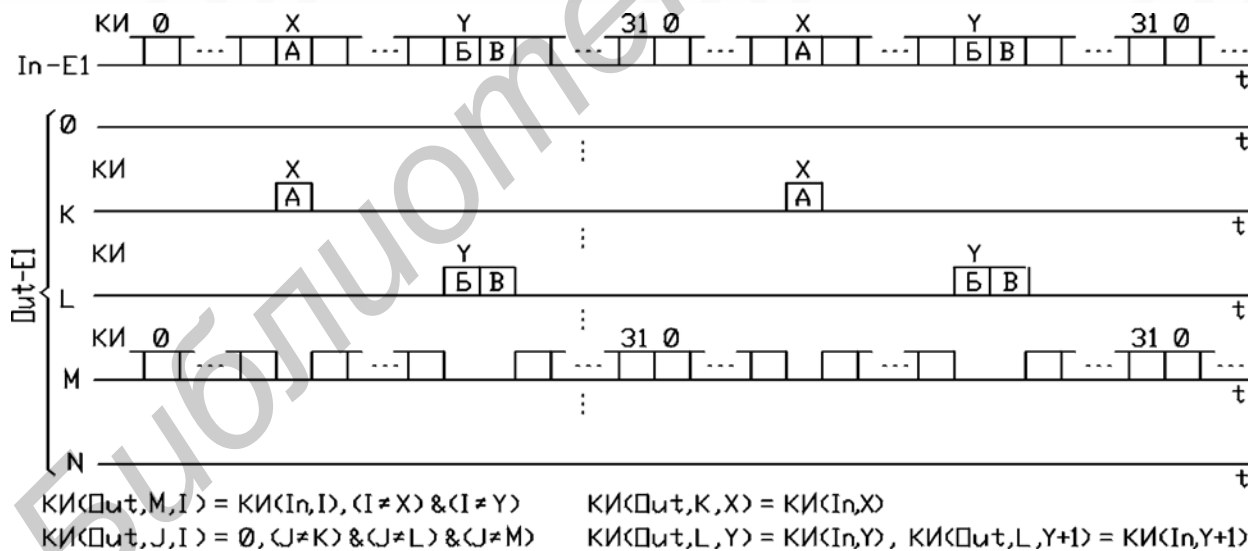 КИ 0 ... X ... Y ... 31 0 ... X ... Y ... 31 0 ...
In-E1 А Б В А Б В
t
Out-E1
0
t
КИ X X
K А А
t
КИ Y Y
L Б В Б В
t
КИ 0 31 0 31 0
M ... ... ... ... ... ... ...
t
N
t
КИ(Out,M,I) = КИ(In,I), (I≠X) &(I≠Y) КИ(Out,K,X) = КИ(In,X)
КИ(Out,J,I) = 0, (J≠K) &(J≠L) &(J≠M) КИ(Out,L,Y) = КИ(In,Y), КИ(Out,L,Y+1) = КИ(In,Y+1)